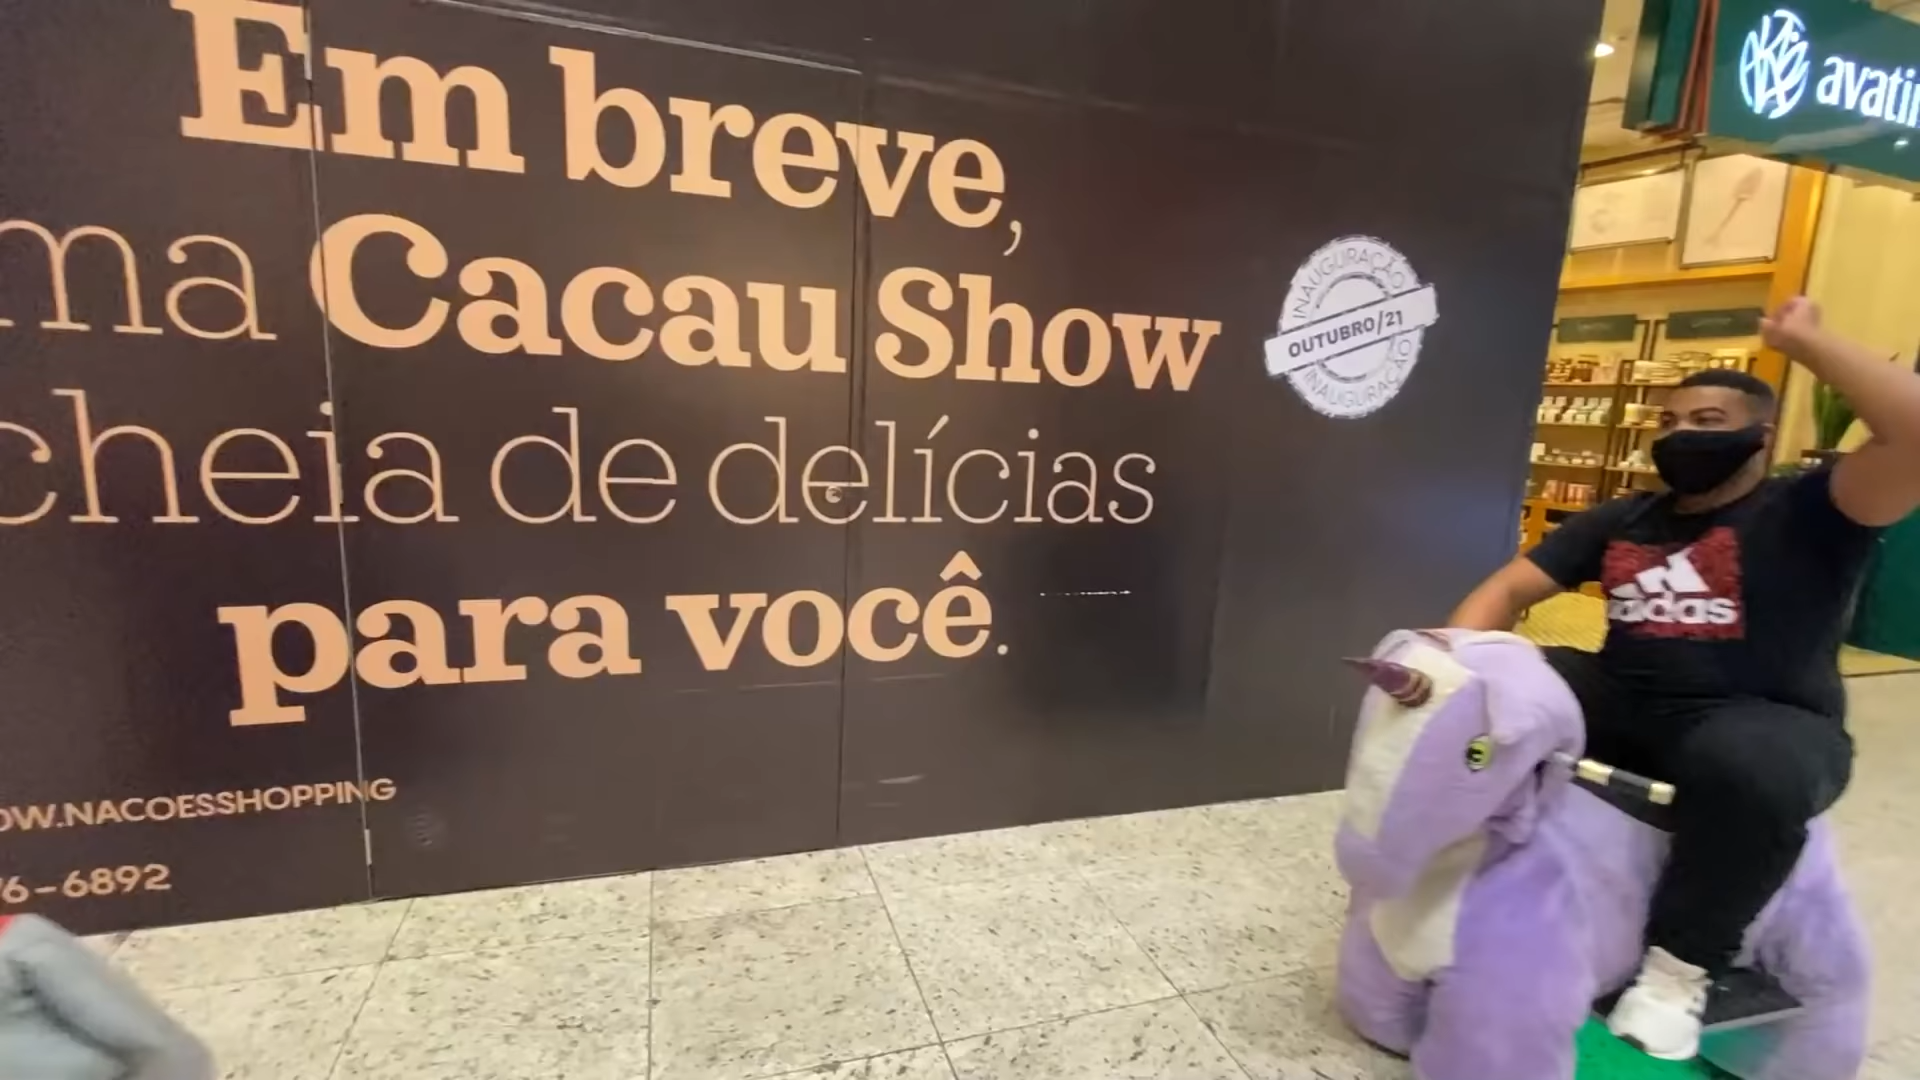 Em breve,
ma Cacau Show
cheia de delícias
para você.
OW.NACOESSHOPPING
76-6892
INAUGURAÇÃO
OUTUBRO/21
INAUGURAÇÃO
avatim
adidas